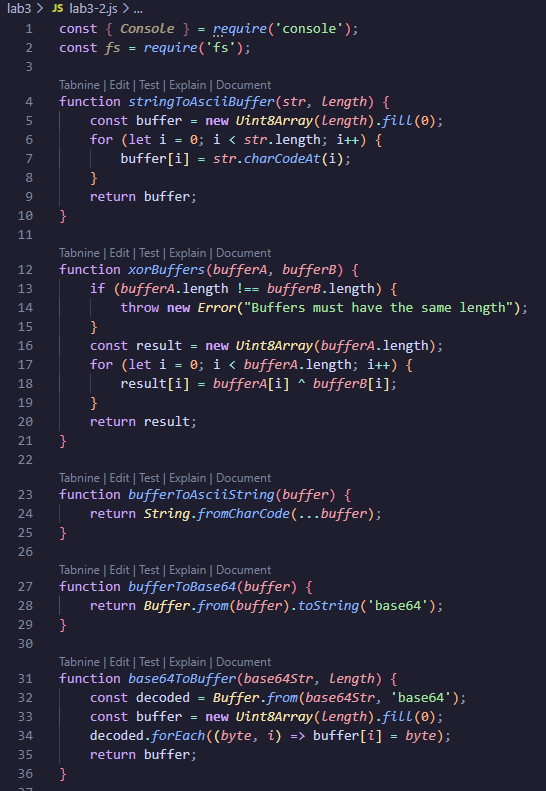 lab3 > JS lab3-2.js > ...
1 const { Console } = require('console');
2 const fs = require('fs');
3
Tabnine | Edit | Test | Explain | Document
4 function stringToAsciiBuffer(str, length) {
5     const buffer = new Uint8Array(length).fill(0);
6     for (let i = 0; i < str.length; i++) {
7         buffer[i] = str.charCodeAt(i);
8     }
9     return buffer;
10 }
11
Tabnine | Edit | Test | Explain | Document
12 function xorBuffers(bufferA, bufferB) {
13     if (bufferA.length !== bufferB.length) {
14         throw new Error("Buffers must have the same length");
15     }
16     const result = new Uint8Array(bufferA.length);
17     for (let i = 0; i < bufferA.length; i++) {
18         result[i] = bufferA[i] ^ bufferB[i];
19     }
20     return result;
21 }
22
Tabnine | Edit | Test | Explain | Document
23 function bufferToAsciiString(buffer) {
24     return String.fromCharCode(...buffer);
25 }
26
Tabnine | Edit | Test | Explain | Document
27 function bufferToBase64(buffer) {
28     return Buffer.from(buffer).toString('base64');
29 }
30
Tabnine | Edit | Test | Explain | Document
31 function base64ToBuffer(base64Str, length) {
32     const decoded = Buffer.from(base64Str, 'base64');
33     const buffer = new Uint8Array(length).fill(0);
34     decoded.forEach((byte, i) => buffer[i] = byte);
35     return buffer;
36 }